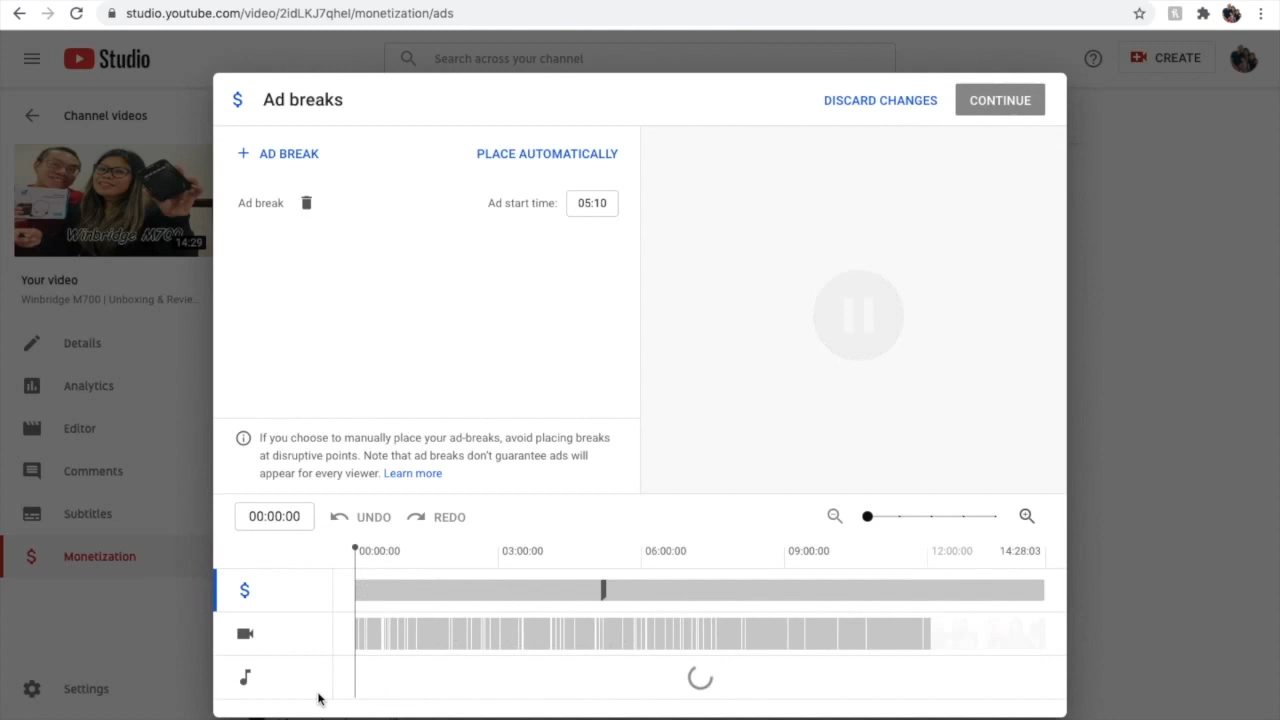 studio.youtube.com/video/2idLKJ7qheI/monetization/ads
Studio
Search across your channel
CREATE
Ad breaks
DISCARD CHANGES
CONTINUE
Channel videos
Winbridge M700
14:29
Your video
Winbridge M700 | Unboxing & Revie...
Details
Analytics
Editor
Comments
Subtitles
Monetization
Settings
+ AD BREAK
PLACE AUTOMATICALLY
Ad break
Ad start time:
05:10
If you choose to manually place your ad-breaks, avoid placing breaks
at disruptive points. Note that ad breaks don't guarantee ads will
appear for every viewer. Learn more
00:00:00
UNDO
REDO
00:00:00
03:00:00
06:00:00
09:00:00
12:00:00
14:28:03